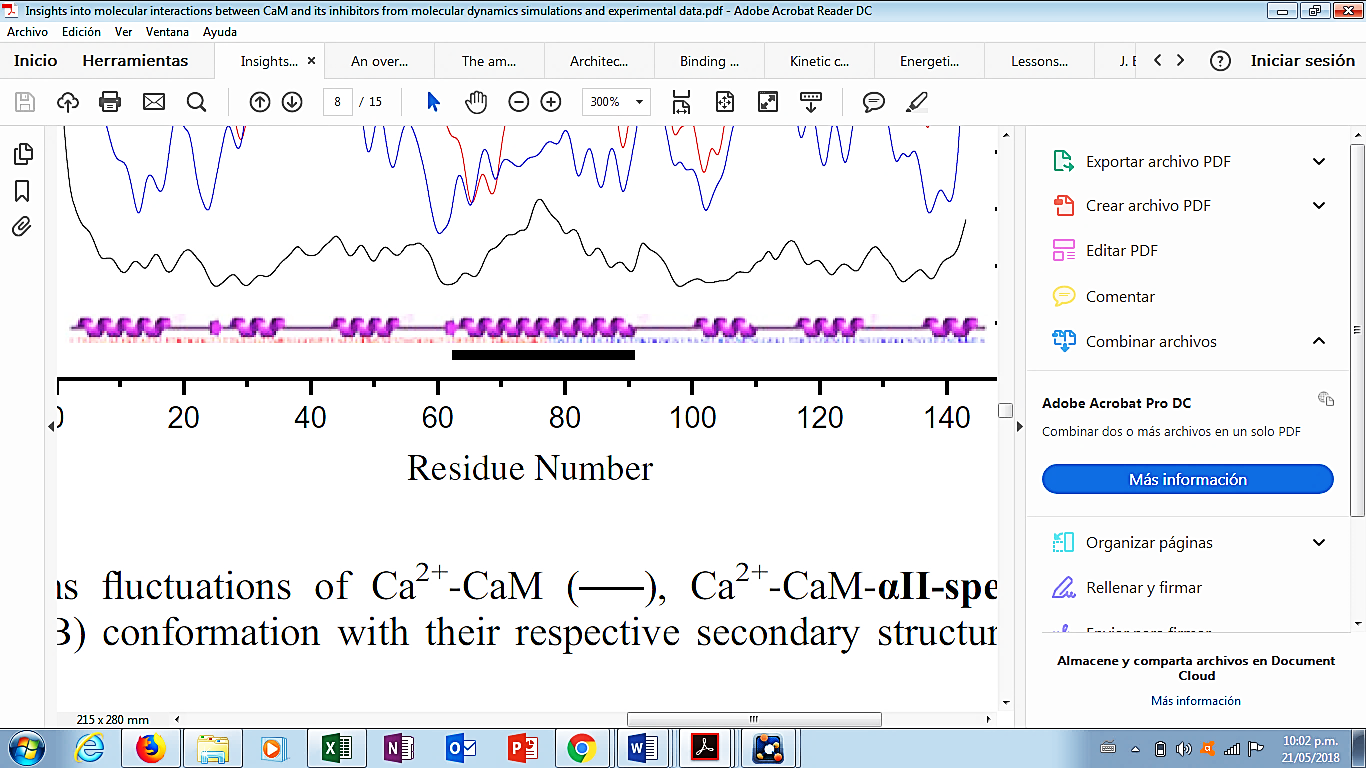 Insights into molecular interactions between CaM and its inhibitors from molecular dynamics simulations and experimental data.pdf - Adobe Acrobat Reader DC
Archivo Edición Ver Ventana Ayuda
Inicio Herramientas Insights... × An over... The am... Architec... Binding ... Kinetic c... Energeti... Lessons... J. E Iniciar sesión
8 / 15 300%
Exportar archivo PDF
Crear archivo PDF
Editar PDF
Comentar
Combinar archivos
Adobe Acrobat Pro DC
Combinar dos o más archivos en un solo PDF
Más información
Organizar páginas
Rellenar y firmar
Almacene y comparta archivos en Document
Cloud
Más información
0 20 40 60 80 100 120 140
Residue Number
fluctuations of Ca2+-CaM (——), Ca2+-CaM-αII-spe
B) conformation with their respective secondary structur
215 x 280 mm
10:02 p.m.
21/05/2018